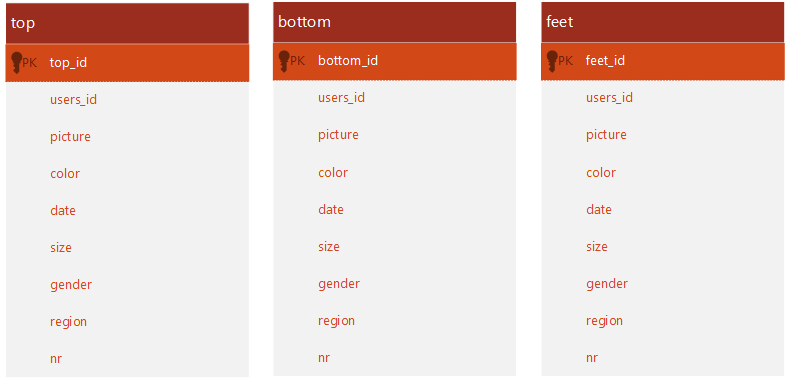 top
PK top_id
users_id
picture
color
date
size
gender
region
nr
bottom
PK bottom_id
users_id
picture
color
date
size
gender
region
nr
feet
PK feet_id
users_id
picture
color
date
size
gender
region
nr